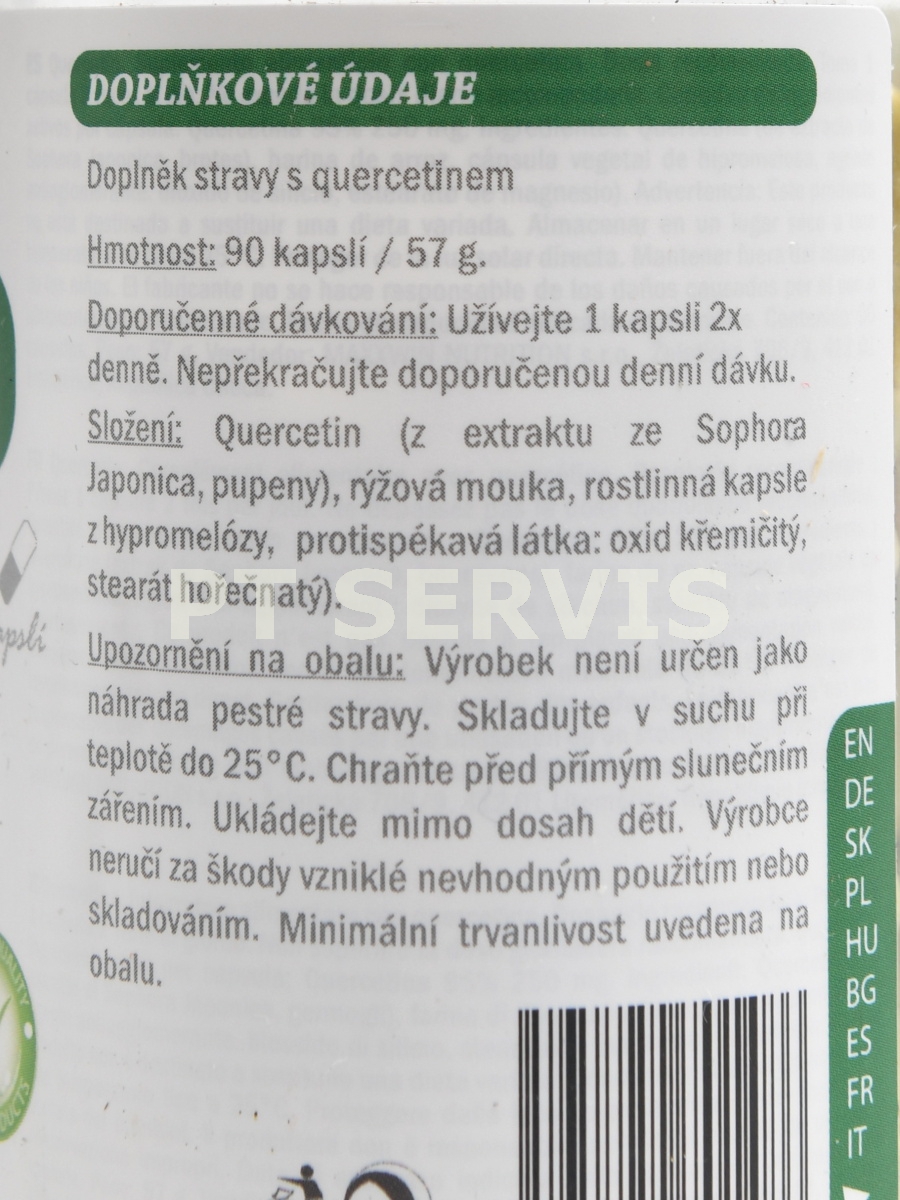 DOPLŇKOVÉ ÚDAJE
Doplněk stravy s quercetinem
Hmotnost: 90 kapslí / 57 g.
Doporučenné dávkování: Užívejte 1 kapsli 2x
denně. Nepřekračujte doporučenou denní dávku.
Složení: Quercetin (z extraktu ze Sophora
Japonica, pupeny), rýžová mouka, rostlinná kapsle
z hypromelózy, protispékavá látka: oxid křemičitý,
stearát hořečnatý).
PT SERVIS
Upozornění na obalu: Výrobek není určen jako
náhrada pestré stravy. Skladujte v suchu při
teplotě do 25°C. Chraňte před přímým slunečním
zářením. Ukládejte mimo dosah dětí. Výrobce
neručí za škody vzniklé nevhodným použitím nebo
skladováním. Minimální trvanlivost uvedena na
obalu.
EN
DE
SK
PL
HU
BG
ES
FR
IT